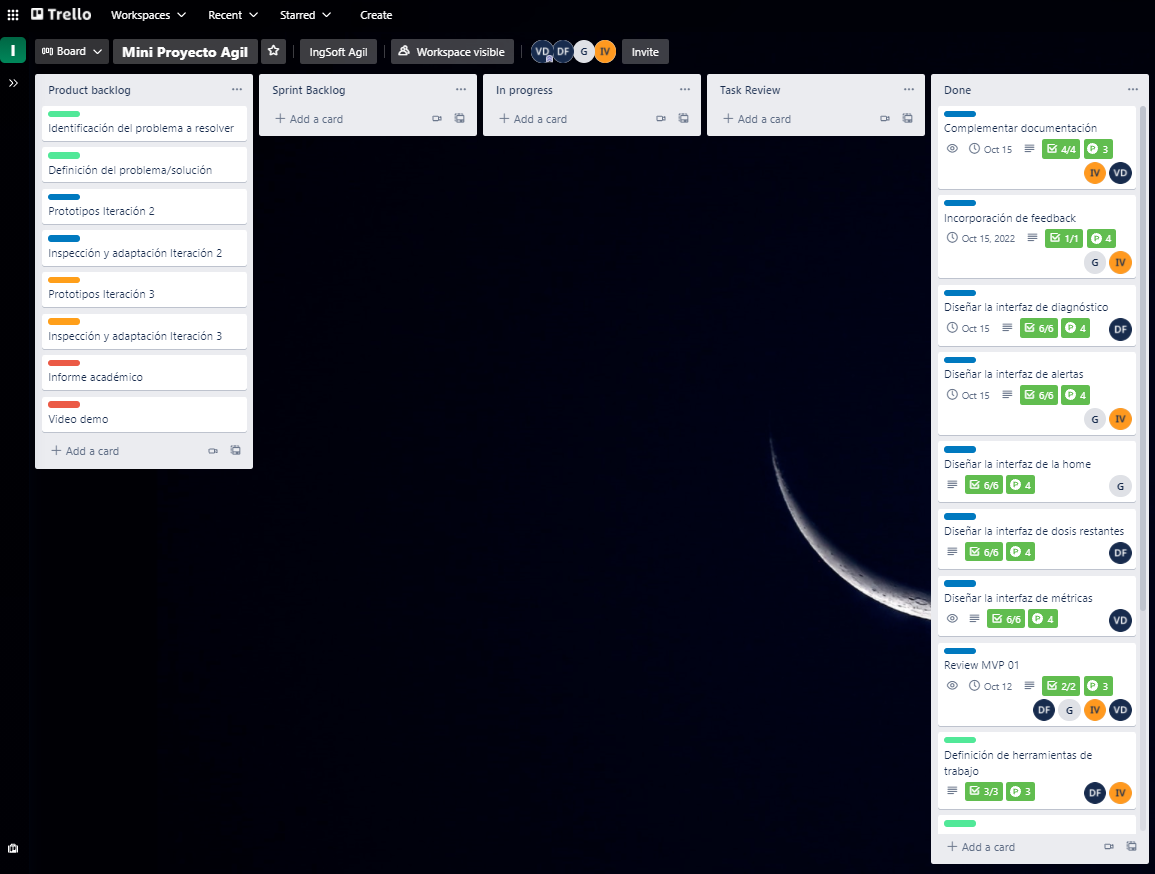 Trello
Workspaces
Recent
Starred
Create
I
Board
Mini Proyecto Agil
IngSoft Agil
Workspace visible
VD
DF
G
IV
Invite
Product backlog
Identificación del problema a resolver
Definición del problema/solución
Prototipos Iteración 2
Inspección y adaptación Iteración 2
Prototipos Iteración 3
Inspección y adaptación Iteración 3
Informe académico
Video demo
Add a card
Sprint Backlog
Add a card
In progress
Add a card
Task Review
Add a card
Done
Complementar documentación
Oct 15 4/4 P 3
IV VD
Incorporación de feedback
Oct 15, 2022 1/1 P 4
G IV
Diseñar la interfaz de diagnóstico
Oct 15 6/6 P 4 DF
Diseñar la interfaz de alertas
Oct 15 6/6 P 4
G IV
Diseñar la interfaz de la home
6/6 P 4 G
Diseñar la interfaz de dosis restantes
6/6 P 4 DF
Diseñar la interfaz de métricas
6/6 P 4 VD
Review MVP 01
Oct 12 2/2 P 3
DF G IV VD
Definición de herramientas de
trabajo
3/3 P 3 DF IV
Add a card